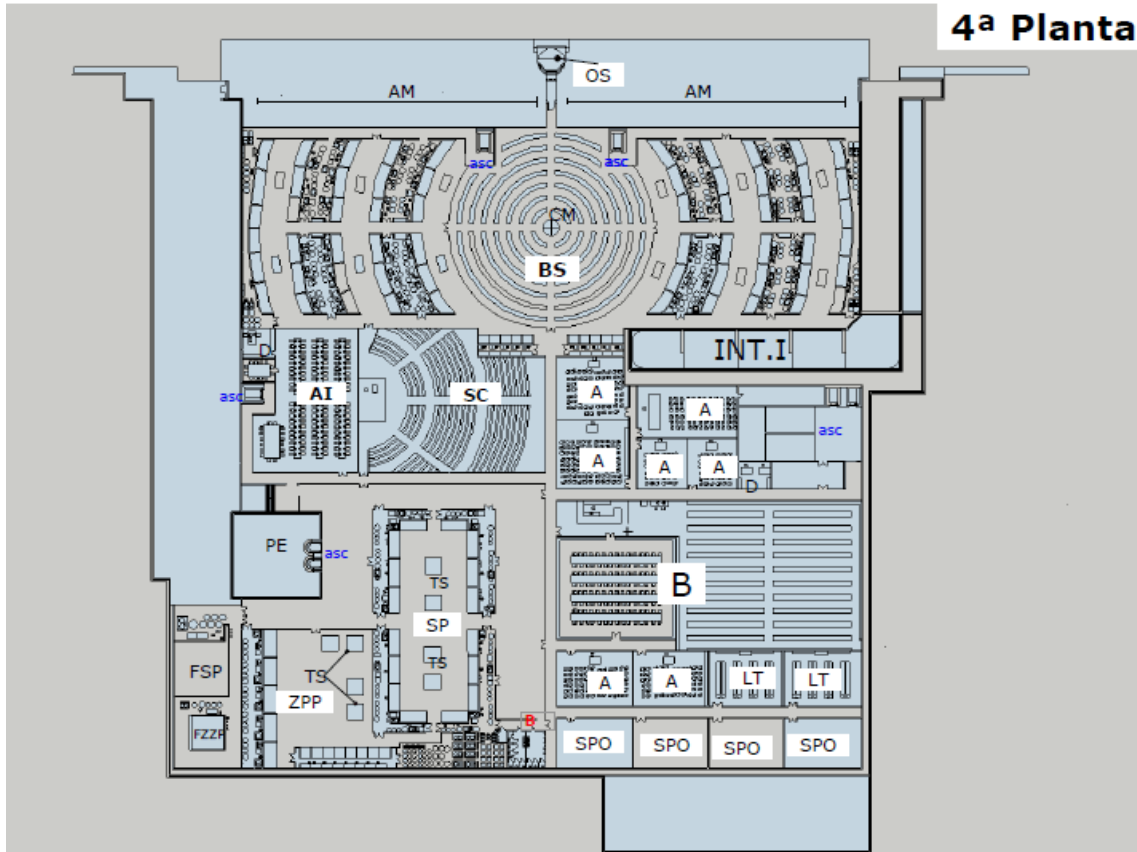 4ª Planta
OS
AM
AM
asc
asc
CM
BS
INT.I
D
asc
AI
SC
A
A
asc
A
A
A
D
PE
asc
TS
SP
TS
B
FSP
TS
ZPP
A
A
LT
LT
FZZP
B
SPO
SPO
SPO
SPO